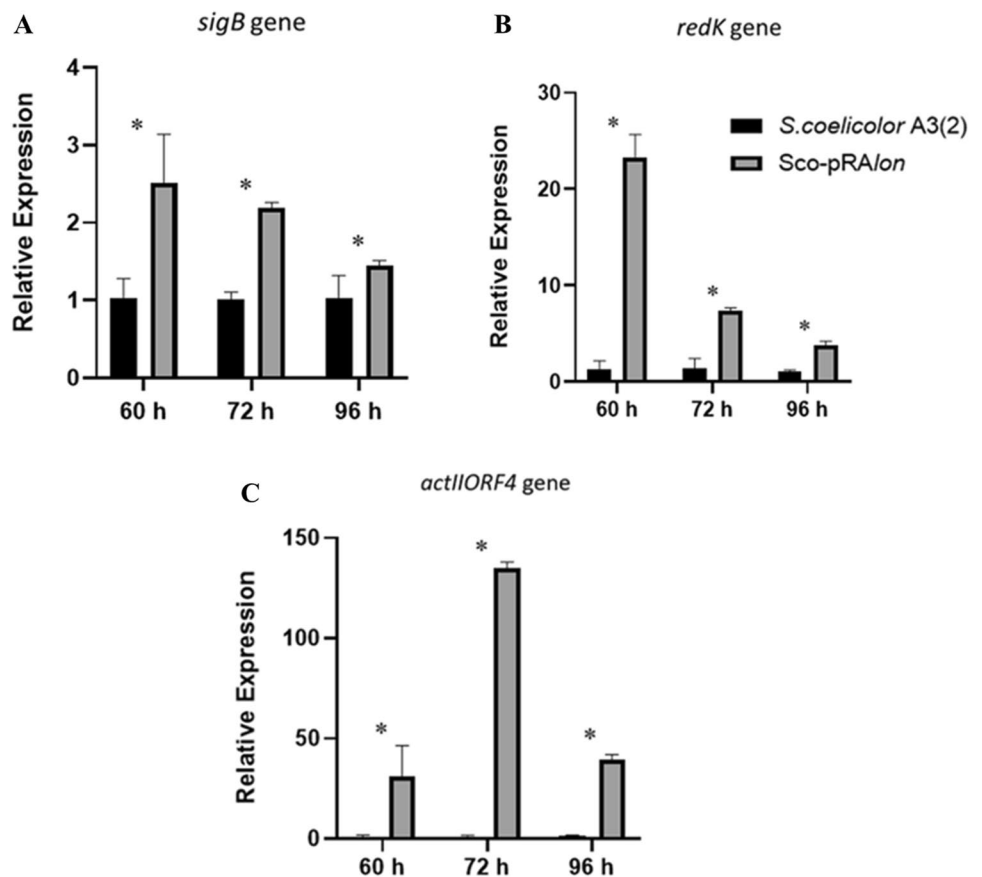 A
sigB gene
Relative Expression
4
3
2
1
0
*
*
*
60 h 72 h 96 h
B
redK gene
Relative Expression
30
20
10
0
*
*
*
60 h 72 h 96 h
S.coelicolor A3(2)
Sco-pRAlon
C
actIIORF4 gene
Relative Expression
150
100
50
0
*
*
*
60 h 72 h 96 h